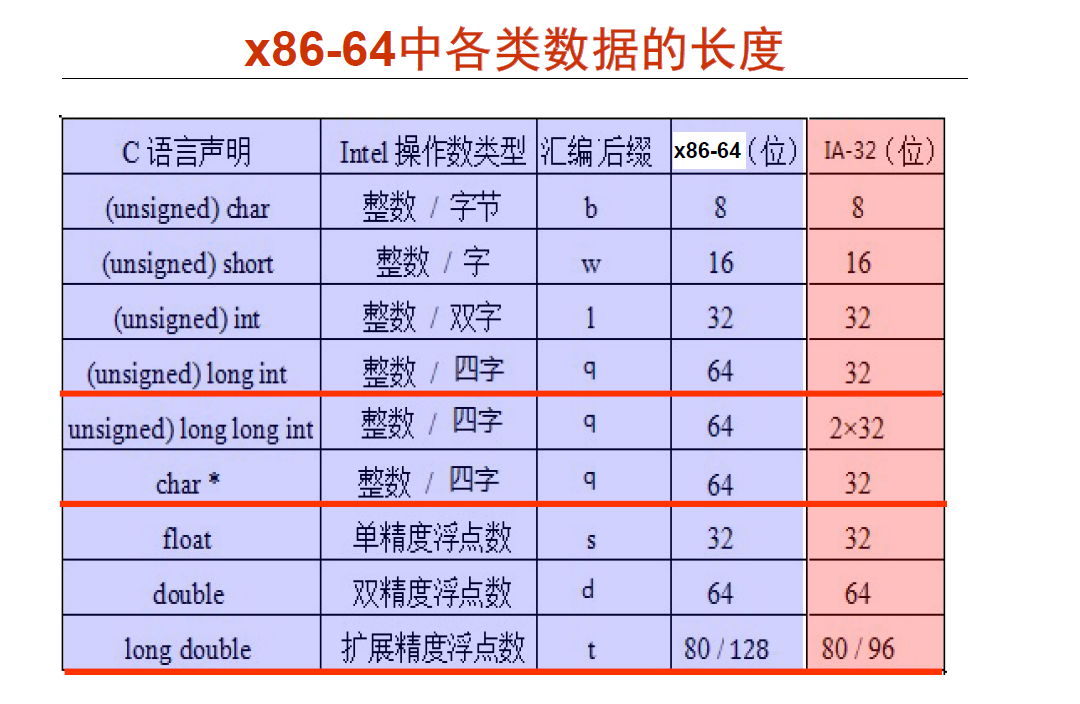 x86-64中各类数据的长度
C 语言声明 Intel 操作数类型 汇编后缀 x86-64（位） IA-32（位）
(unsigned) char 整数 / 字节 b 8 8
(unsigned) short 整数 / 字 w 16 16
(unsigned) int 整数 / 双字 l 32 32
(unsigned) long int 整数 / 四字 q 64 32
unsigned) long long int 整数 / 四字 q 64 2×32
char * 整数 / 四字 q 64 32
float 单精度浮点数 s 32 32
double 双精度浮点数 d 64 64
long double 扩展精度浮点数 t 80 / 128 80 / 96